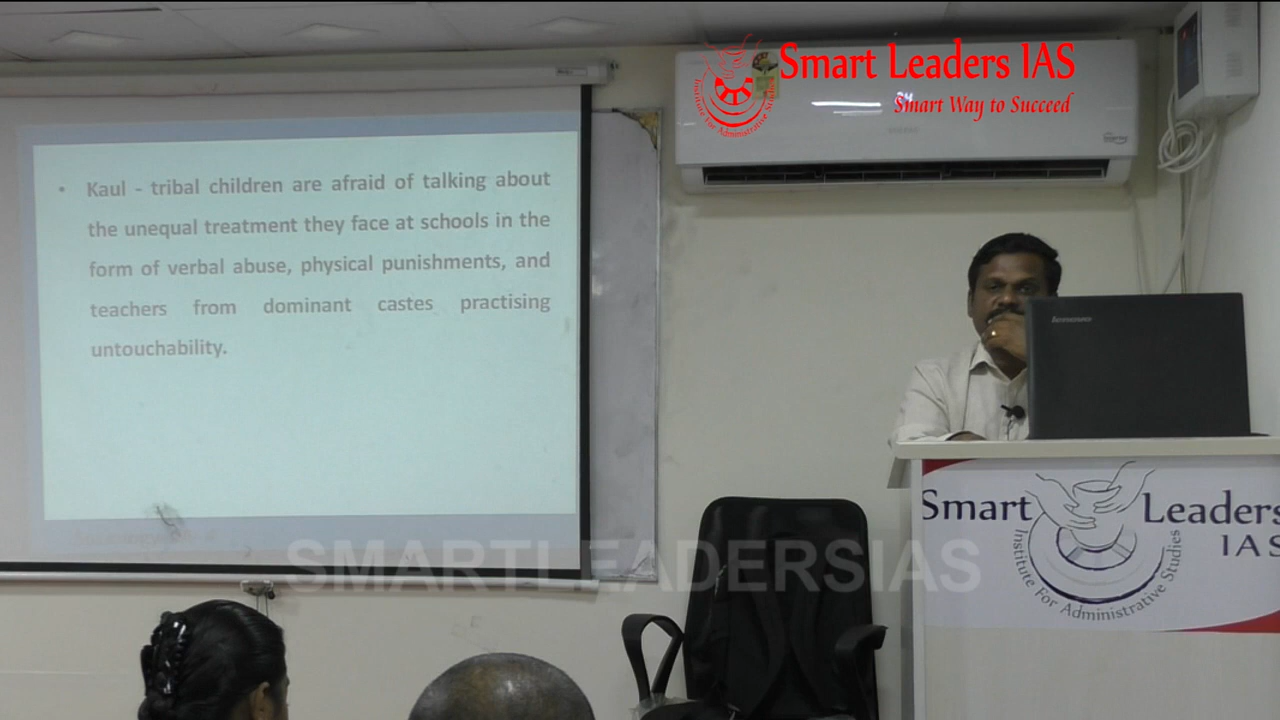 Smart Leaders IAS
Smart Way to Succeed
Institute For Administrative Studies
• Kaul - tribal children are afraid of talking about
the unequal treatment they face at schools in the
form of verbal abuse, physical punishments, and
teachers from dominant castes practising
untouchability.
lenovo
Smart Leaders
IAS
Institute For Administrative Studies
SMARTLEADERSIAS